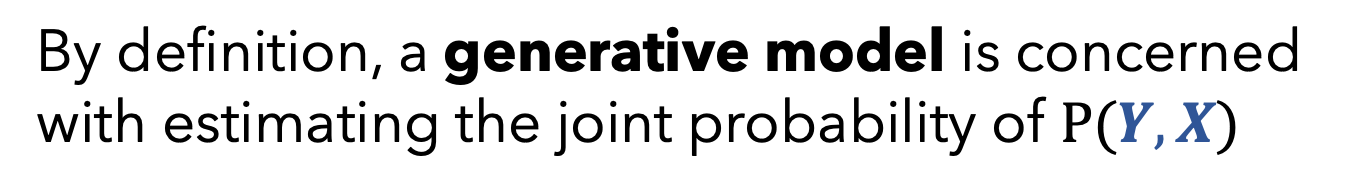 By definition, a generative model is concerned
with estimating the joint probability of P(Y, X)